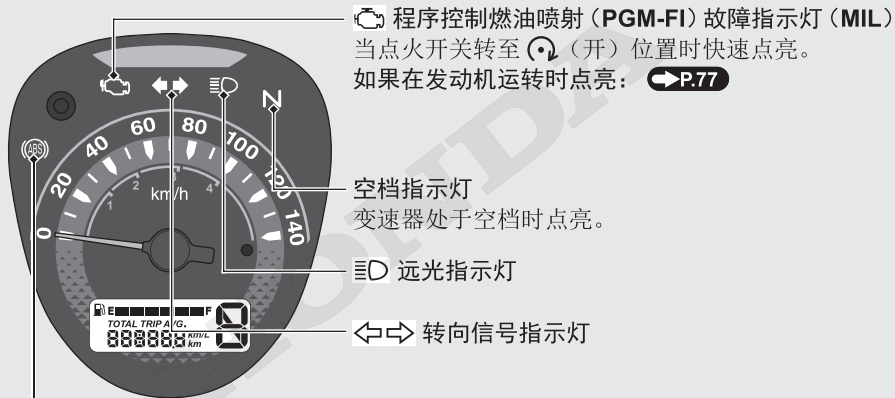 程序控制燃油喷射（PGM-FI）故障指示灯（MIL）
当点火开关转至（开）位置时快速点亮。
如果在发动机运转时点亮： P.77
空档指示灯
变速器处于空档时点亮。
远光指示灯
转向信号指示灯
N
(ABS)
0 20 40 60 80 100 120 140
1 2 3 4
km/h
E F
TOTAL TRIP AVG.
888888 km/L
km
8
HONDA